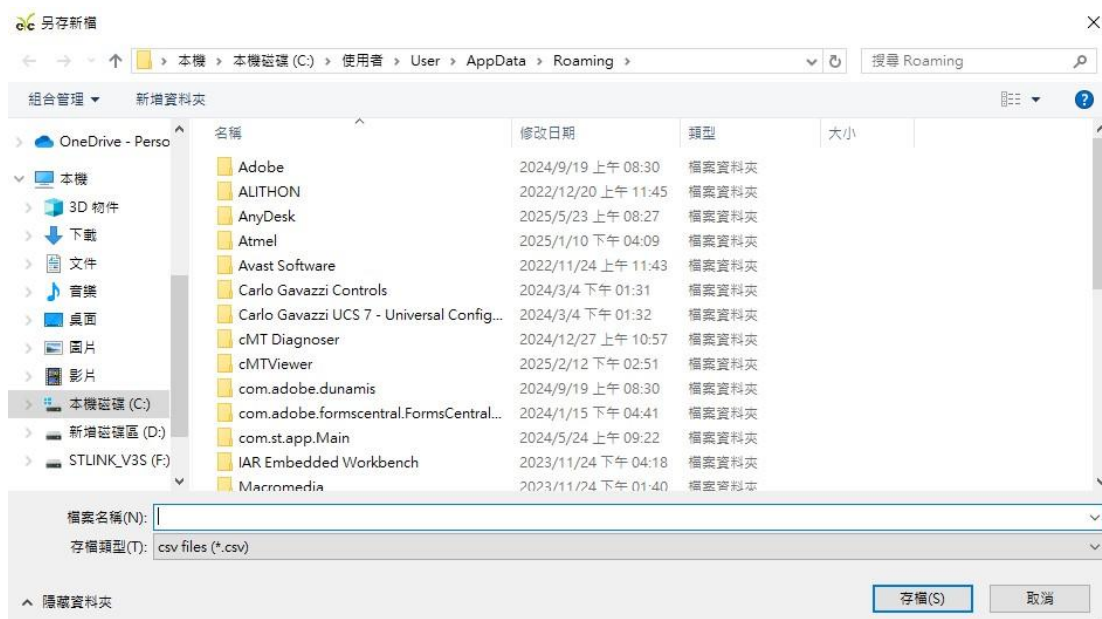 另存新檔
本機 › 本機磁碟 (C:) › 使用者 › User › AppData › Roaming ›
搜尋 Roaming
組合管理 新增資料夾
名稱 修改日期 類型 大小
OneDrive - Perso
本機
3D 物件
下載
文件
音樂
桌面
圖片
影片
本機磁碟 (C:)
新增磁碟區 (D:)
STLINK_V3S (F:)
Adobe 2024/9/19 上午 08:30 檔案資料夾
ALITHON 2022/12/20 上午 11:45 檔案資料夾
AnyDesk 2025/5/23 上午 08:27 檔案資料夾
Atmel 2025/1/10 下午 04:09 檔案資料夾
Avast Software 2022/11/24 上午 11:43 檔案資料夾
Carlo Gavazzi Controls 2024/3/4 下午 01:31 檔案資料夾
Carlo Gavazzi UCS 7 - Universal Config... 2024/3/4 下午 01:32 檔案資料夾
cMT Diagnoser 2024/12/27 上午 10:57 檔案資料夾
cMTViewer 2025/2/12 下午 02:51 檔案資料夾
com.adobe.dunamis 2024/9/19 上午 08:30 檔案資料夾
com.adobe.formscentral.FormsCentral... 2024/1/15 下午 04:41 檔案資料夾
com.st.app.Main 2024/5/24 上午 09:22 檔案資料夾
IAR Embedded Workbench 2023/11/24 下午 04:18 檔案資料夾
Macromedia 2023/11/24 下午 01:40 檔案資料夾
檔案名稱(N):
存檔類型(T): csv files (*.csv)
隱藏資料夾
存檔(S) 取消